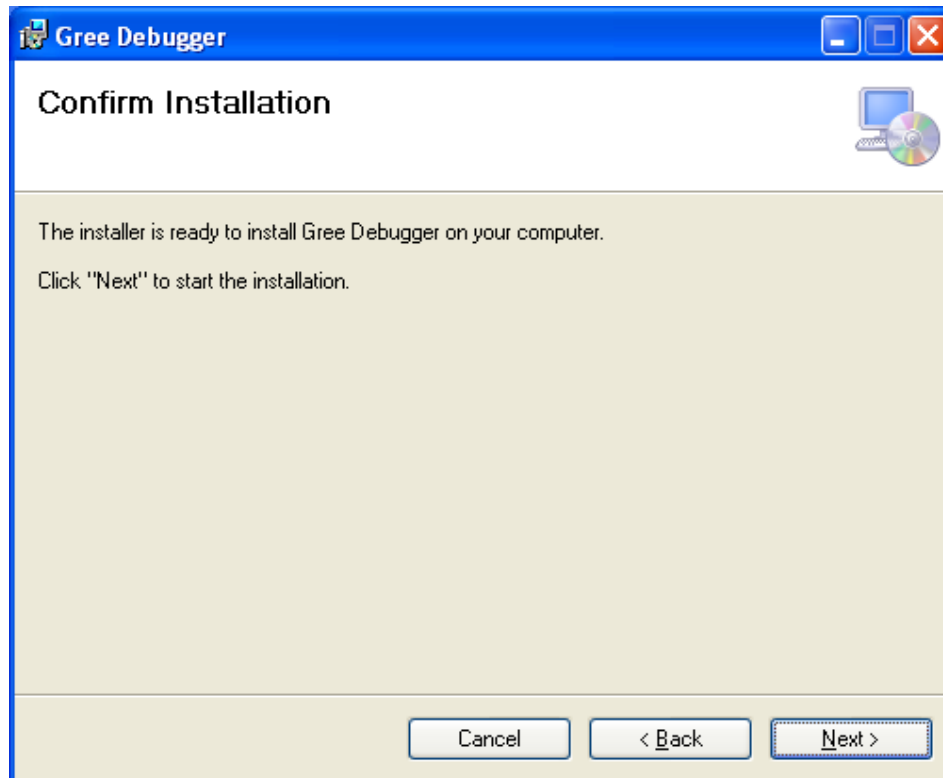 Gree Debugger
Confirm Installation
The installer is ready to install Gree Debugger on your computer.
Click "Next" to start the installation.
Cancel
< Back
Next >